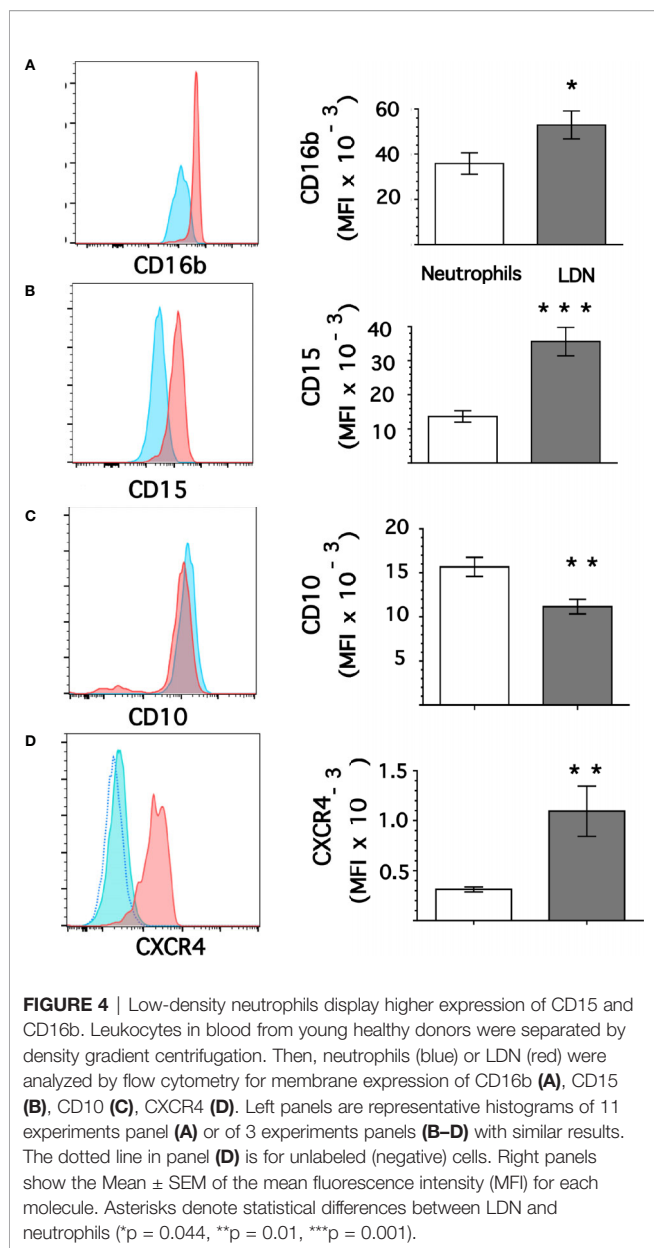 A
CD16b
CD16b
(MFI x 10 - 3)
60
40
20
*
Neutrophils
LDN
B
CD15
CD15
(MFI x 10 - 3)
40
30
20
10
* * *
C
CD10
CD10
(MFI x 10 - 3)
20
15
10
5
* *
D
CXCR4
CXCR4
(MFI x 10 - 3)
1.5
1.0
0.5
* *
FIGURE 4 | Low-density neutrophils display higher expression of CD15 and
CD16b. Leukocytes in blood from young healthy donors were separated by
density gradient centrifugation. Then, neutrophils (blue) or LDN (red) were
analyzed by flow cytometry for membrane expression of CD16b (A), CD15
(B), CD10 (C), CXCR4 (D). Left panels are representative histograms of 11
experiments panel (A) or of 3 experiments panels (B–D) with similar results.
The dotted line in panel (D) is for unlabeled (negative) cells. Right panels
show the Mean ± SEM of the mean fluorescence intensity (MFI) for each
molecule. Asterisks denote statistical differences between LDN and
neutrophils (*p = 0.044, **p = 0.01, ***p = 0.001).